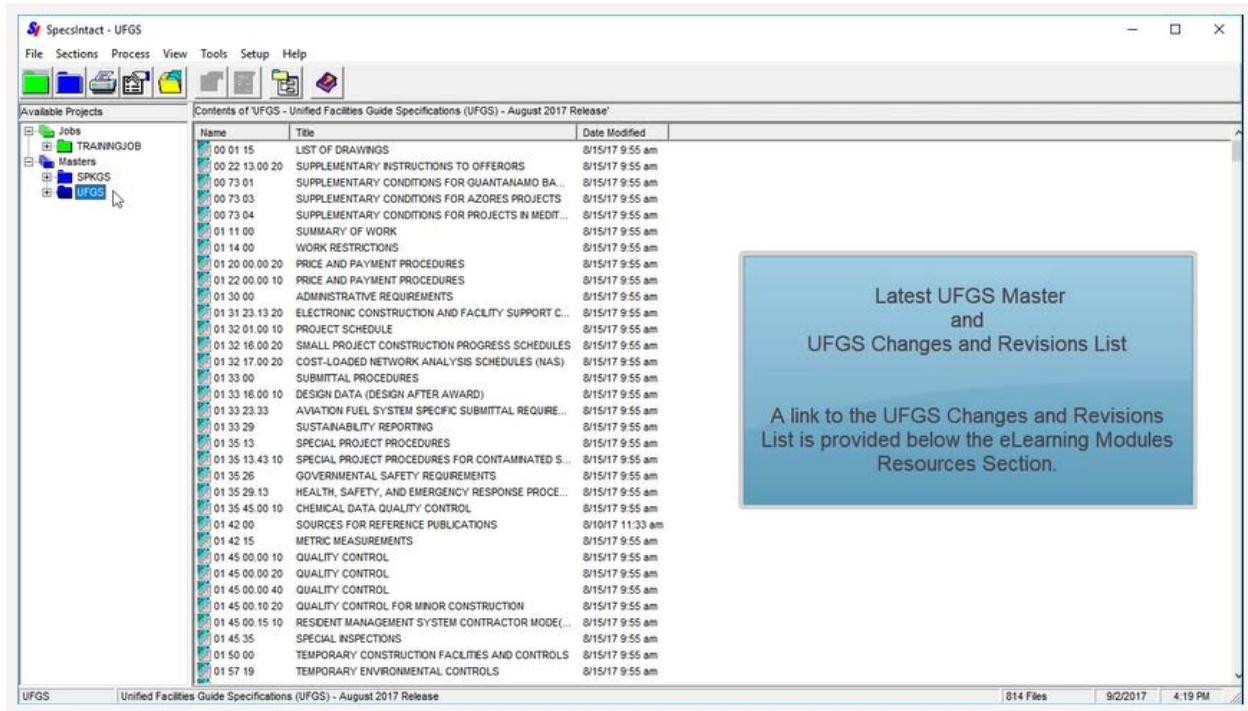 SpecsIntact - UFGS
File Sections Process View Tools Setup Help
Available Projects
Contents of 'UFGS - Unified Facilities Guide Specifications (UFGS) - August 2017 Release'
Jobs
TRAININGJOB
Masters
SPKGS
UFGS
Name Title Date Modified
00 01 15 LIST OF DRAWINGS 8/15/17 9:55 am
00 22 13.00 20 SUPPLEMENTARY INSTRUCTIONS TO OFFERORS 8/15/17 9:55 am
00 73 01 SUPPLEMENTARY CONDITIONS FOR GUANTANAMO BA... 8/15/17 9:55 am
00 73 03 SUPPLEMENTARY CONDITIONS FOR AZORES PROJECTS 8/15/17 9:55 am
00 73 04 SUPPLEMENTARY CONDITIONS FOR PROJECTS IN MEDIT... 8/15/17 9:55 am
01 11 00 SUMMARY OF WORK 8/15/17 9:55 am
01 14 00 WORK RESTRICTIONS 8/15/17 9:55 am
01 20 00.00 20 PRICE AND PAYMENT PROCEDURES 8/15/17 9:55 am
01 22 00.00 10 PRICE AND PAYMENT PROCEDURES 8/15/17 9:55 am
01 30 00 ADMINISTRATIVE REQUIREMENTS 8/15/17 9:55 am
01 31 23.13 20 ELECTRONIC CONSTRUCTION AND FACILITY SUPPORT C... 8/15/17 9:55 am
01 32 01.00 10 PROJECT SCHEDULE 8/15/17 9:55 am
01 32 16.00 20 SMALL PROJECT CONSTRUCTION PROGRESS SCHEDULES 8/15/17 9:55 am
01 32 17.00 20 COST-LOADED NETWORK ANALYSIS SCHEDULES (NAS) 8/15/17 9:55 am
01 33 00 SUBMITTAL PROCEDURES 8/15/17 9:55 am
01 33 16.00 10 DESIGN DATA (DESIGN AFTER AWARD) 8/15/17 9:55 am
01 33 23.33 AVIATION FUEL SYSTEM SPECIFIC SUBMITTAL REQUIRE... 8/15/17 9:55 am
01 33 29 SUSTAINABILITY REPORTING 8/15/17 9:55 am
01 35 13 SPECIAL PROJECT PROCEDURES 8/15/17 9:55 am
01 35 13.43 10 SPECIAL PROJECT PROCEDURES FOR CONTAMINATED S... 8/15/17 9:55 am
01 35 26 GOVERNMENTAL SAFETY REQUIREMENTS 8/15/17 9:55 am
01 35 29.13 HEALTH, SAFETY, AND EMERGENCY RESPONSE PROCE... 8/15/17 9:55 am
01 35 45.00 10 CHEMICAL DATA QUALITY CONTROL 8/15/17 9:55 am
01 42 00 SOURCES FOR REFERENCE PUBLICATIONS 8/10/17 11:33 am
01 42 15 METRIC MEASUREMENTS 8/15/17 9:55 am
01 45 00.00 10 QUALITY CONTROL 8/15/17 9:55 am
01 45 00.00 20 QUALITY CONTROL 8/15/17 9:55 am
01 45 00.00 40 QUALITY CONTROL 8/15/17 9:55 am
01 45 00.10 20 QUALITY CONTROL FOR MINOR CONSTRUCTION 8/15/17 9:55 am
01 45 00.15 10 RESIDENT MANAGEMENT SYSTEM CONTRACTOR MODE(... 8/15/17 9:55 am
01 45 35 SPECIAL INSPECTIONS 8/15/17 9:55 am
01 50 00 TEMPORARY CONSTRUCTION FACILITIES AND CONTROLS 8/15/17 9:55 am
01 57 19 TEMPORARY ENVIRONMENTAL CONTROLS 8/15/17 9:55 am
Latest UFGS Master
and
UFGS Changes and Revisions List
A link to the UFGS Changes and Revisions
List is provided below the eLearning Modules
Resources Section.
UFGS Unified Facilities Guide Specifications (UFGS) - August 2017 Release 814 Files 9/2/2017 4:19 PM